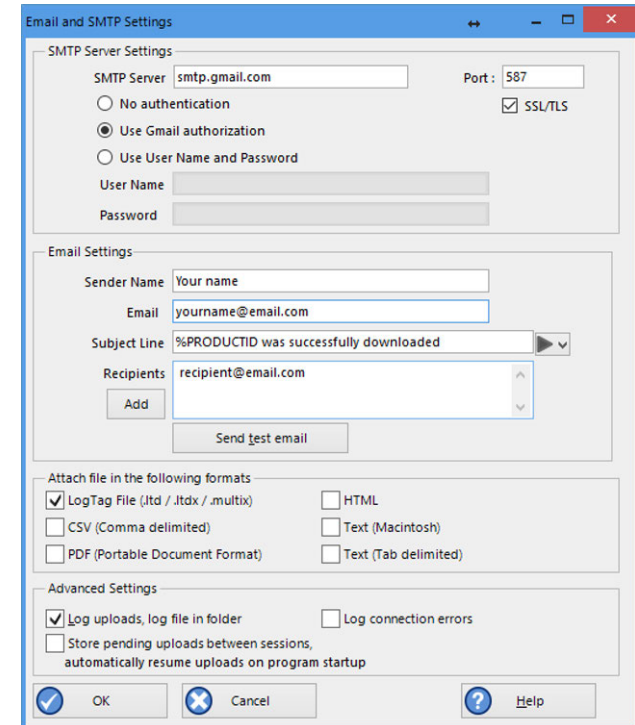 Email and SMTP Settings
SMTP Server Settings
SMTP Server smtp.gmail.com Port : 587
No authentication SSL/TLS
Use Gmail authorization
Use User Name and Password
User Name
Password
Email Settings
Sender Name Your name
Email yourname@email.com
Subject Line %PRODUCTID was successfully downloaded
Recipients recipient@email.com
Add
Send test email
Attach file in the following formats
LogTag File (.ltd / .ltdx / .multix) HTML
CSV (Comma delimited) Text (Macintosh)
PDF (Portable Document Format) Text (Tab delimited)
Advanced Settings
Log uploads, log file in folder Log connection errors
Store pending uploads between sessions,
automatically resume uploads on program startup
OK Cancel Help